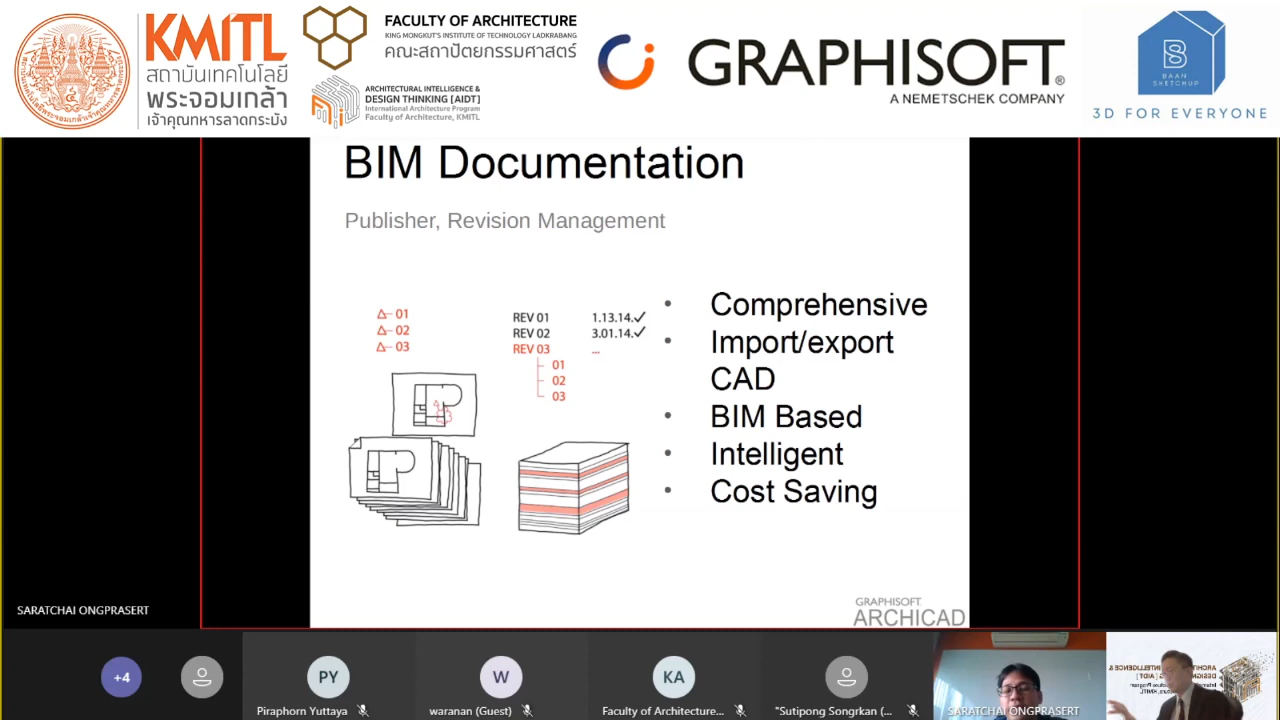 KMITL
สถาบันเทคโนโลยี
พระจอมเกล้า
เจ้าคุณทหารลาดกระบัง
FACULTY OF ARCHITECTURE
KING MONGKUT'S INSTITUTE OF TECHNOLOGY LADKRABANG
คณะสถาปัตยกรรมศาสตร์
ARCHITECTURAL INTELLIGENCE &
DESIGN THINKING [AIDT]
International Architecture Program
Faculty of Architecture, KMITL
GRAPHISOFT®
A NEMETSCHEK COMPANY
BAAN
SKETCHUP
3D FOR EVERYONE
BIM Documentation
Publisher, Revision Management
01
02
03
REV 01 1.13.14.✓
REV 02 3.01.14.✓
REV 03 ...
01
02
03
• Comprehensive
• Import/export
CAD
• BIM Based
• Intelligent
• Cost Saving
GRAPHISOFT
ARCHICAD
SARATCHAI ONGPRASERT
+4
PY
Piraphorn Yuttaya
W
waranan (Guest)
KA
Faculty of Architecture...
"Sutipong Songrkan (...
SARATCHAI ONGPRASERT